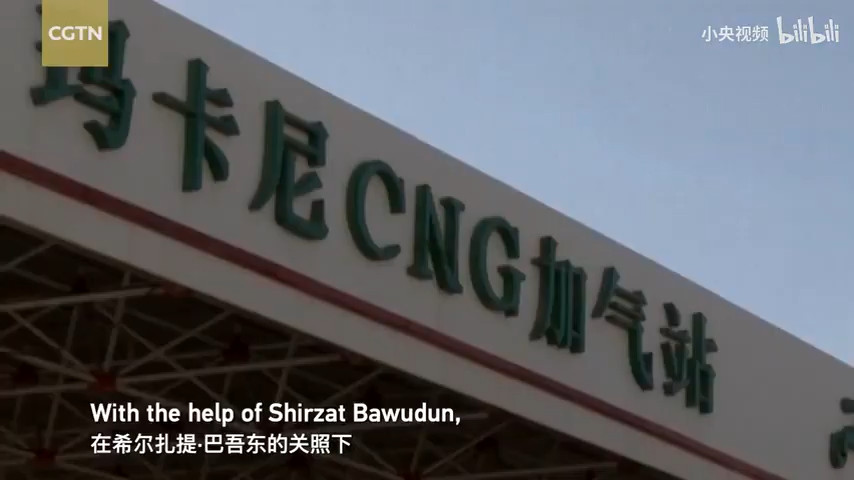 CGTN
小央视频 bilibili
玛卡尼CNG加气站
With the help of Shirzat Bawudun,
在希尔扎提·巴吾东的关照下